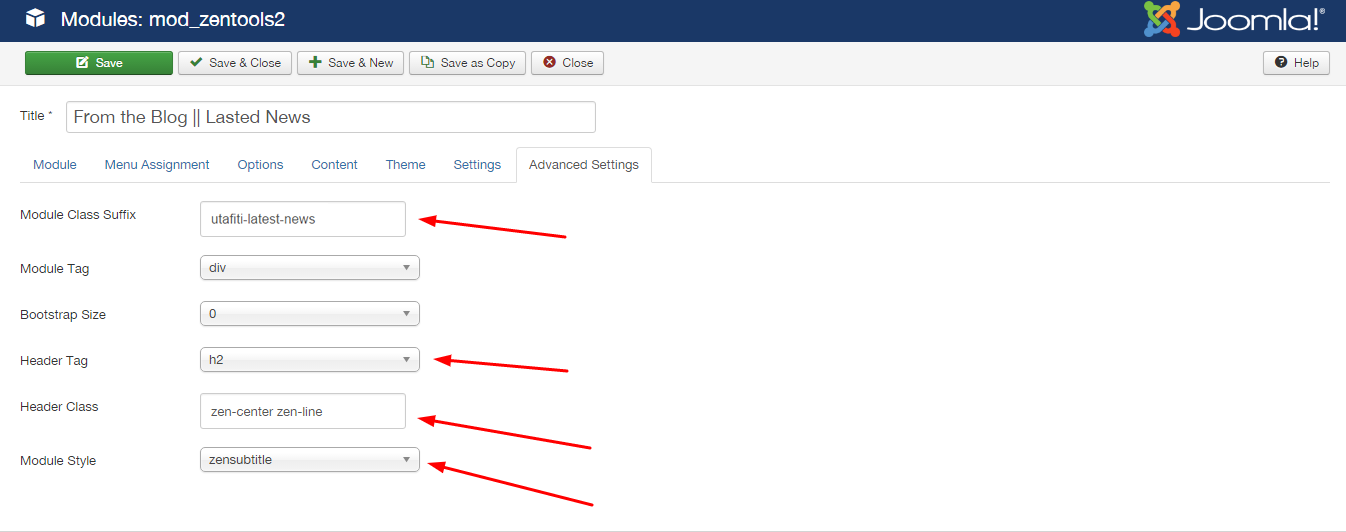 Modules: mod_zentools2
Joomla!®
Save
Save & Close
Save & New
Save as Copy
Close
Help
Title *
From the Blog || Lasted News
Module
Menu Assignment
Options
Content
Theme
Settings
Advanced Settings
Module Class Suffix
utafiti-latest-news
Module Tag
div
Bootstrap Size
0
Header Tag
h2
Header Class
zen-center zen-line
Module Style
zensubtitle